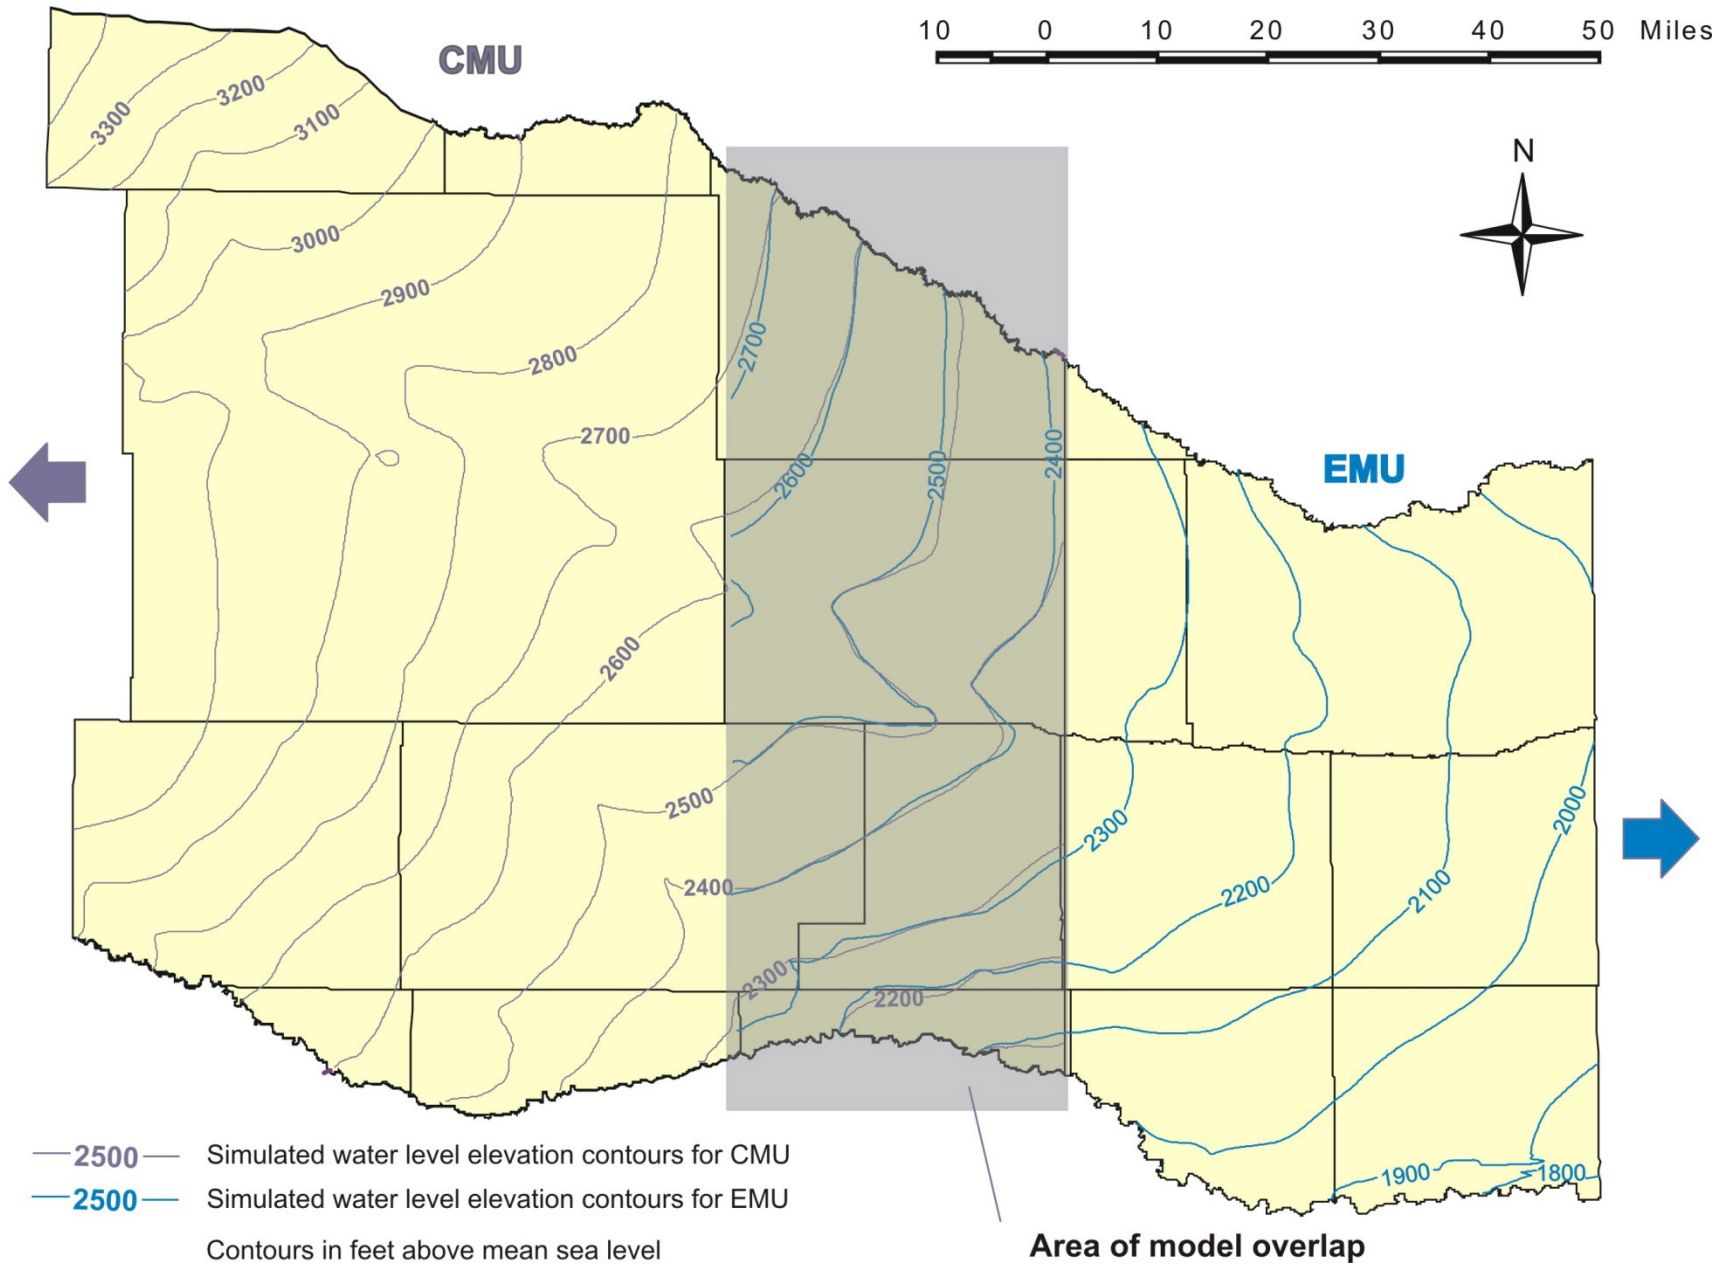 10 0 10 20 30 40 50 Miles
CMU
N
3300
3200
3100
3000
2900
2800
2700
2600
2500
2400
2300
2200
2700
2600
2500
2400
EMU
2300
2200
2100
2000
1900
1800
2500 Simulated water level elevation contours for CMU
2500 Simulated water level elevation contours for EMU
Contours in feet above mean sea level
Area of model overlap